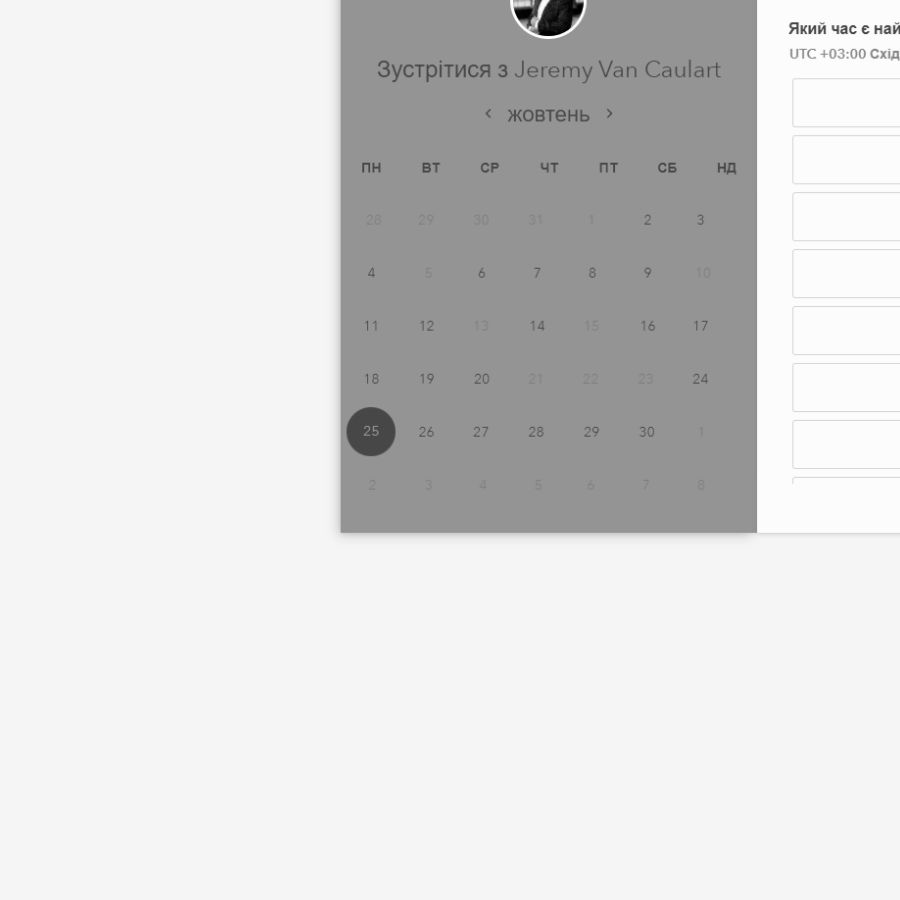 Зустрітися з Jeremy Van Caulart
жовтень
ПН ВТ СР ЧТ ПТ СБ НД
28 29 30 31 1 2 3
4 5 6 7 8 9 10
11 12 13 14 15 16 17
18 19 20 21 22 23 24
25 26 27 28 29 30 1
2 3 4 5 6 7 8
Який час є най
UTC +03:00 Схід